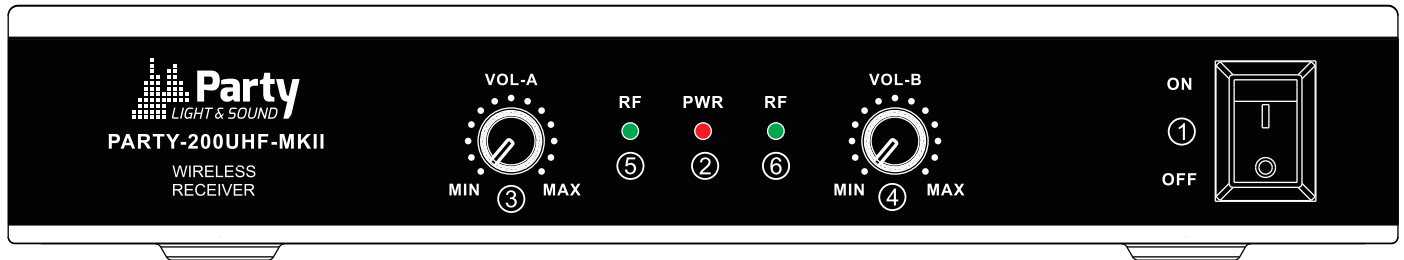 Party
LIGHT & SOUND
PARTY-200UHF-MKII
WIRELESS
RECEIVER
VOL-A
MIN
MAX
③
RF
⑤
PWR
②
RF
⑥
VOL-B
MIN
MAX
④
ON
①
OFF